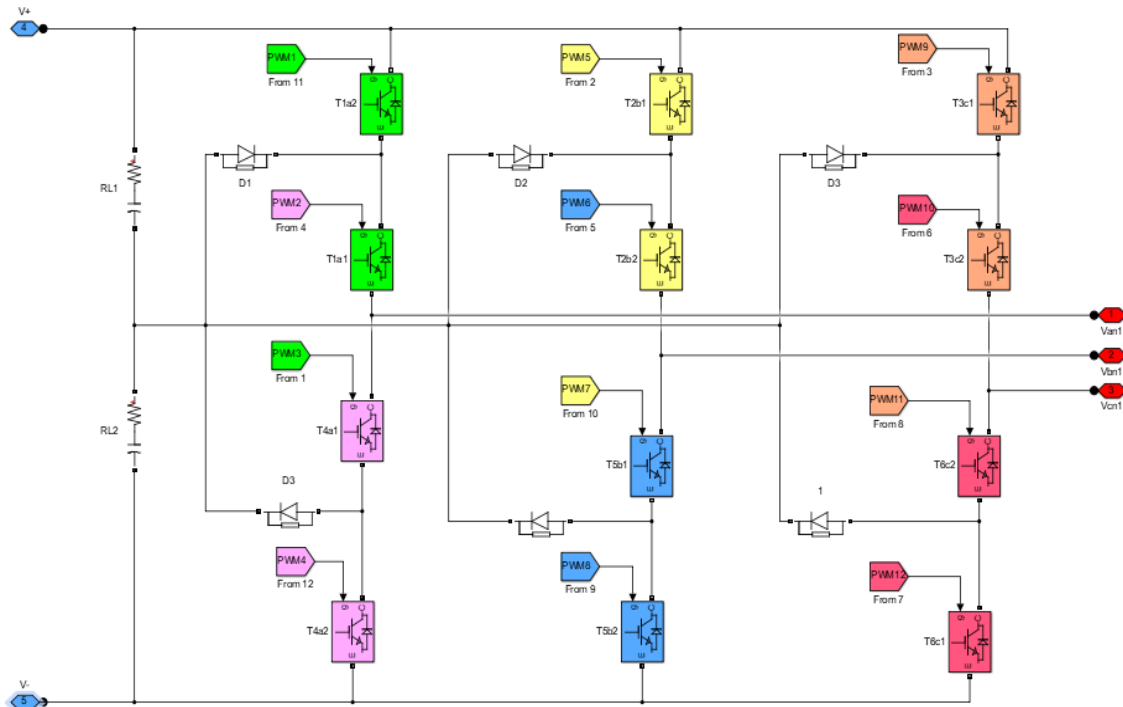 V+
4
PWM1
From 11
T1a2
C
g
E
PWM5
From 2
T2b1
C
g
E
PWM9
From 3
T3c1
C
g
E
D1
D2
D3
RL1
PWM2
From 4
T1a1
C
g
E
PWM6
From 5
T2b2
C
g
E
PWM10
From 6
T3c2
C
g
E
1
Van1
2
Vbn1
3
Vcn1
PWM3
From 1
T4a1
C
g
E
PWM7
From 10
T5b1
C
g
E
PWM11
From 8
T6c2
C
g
E
RL2
D3
1
PWM4
From 12
T4a2
C
g
E
PWM8
From 9
T5b2
C
g
E
PWM12
From 7
T6c1
C
g
E
V-
5